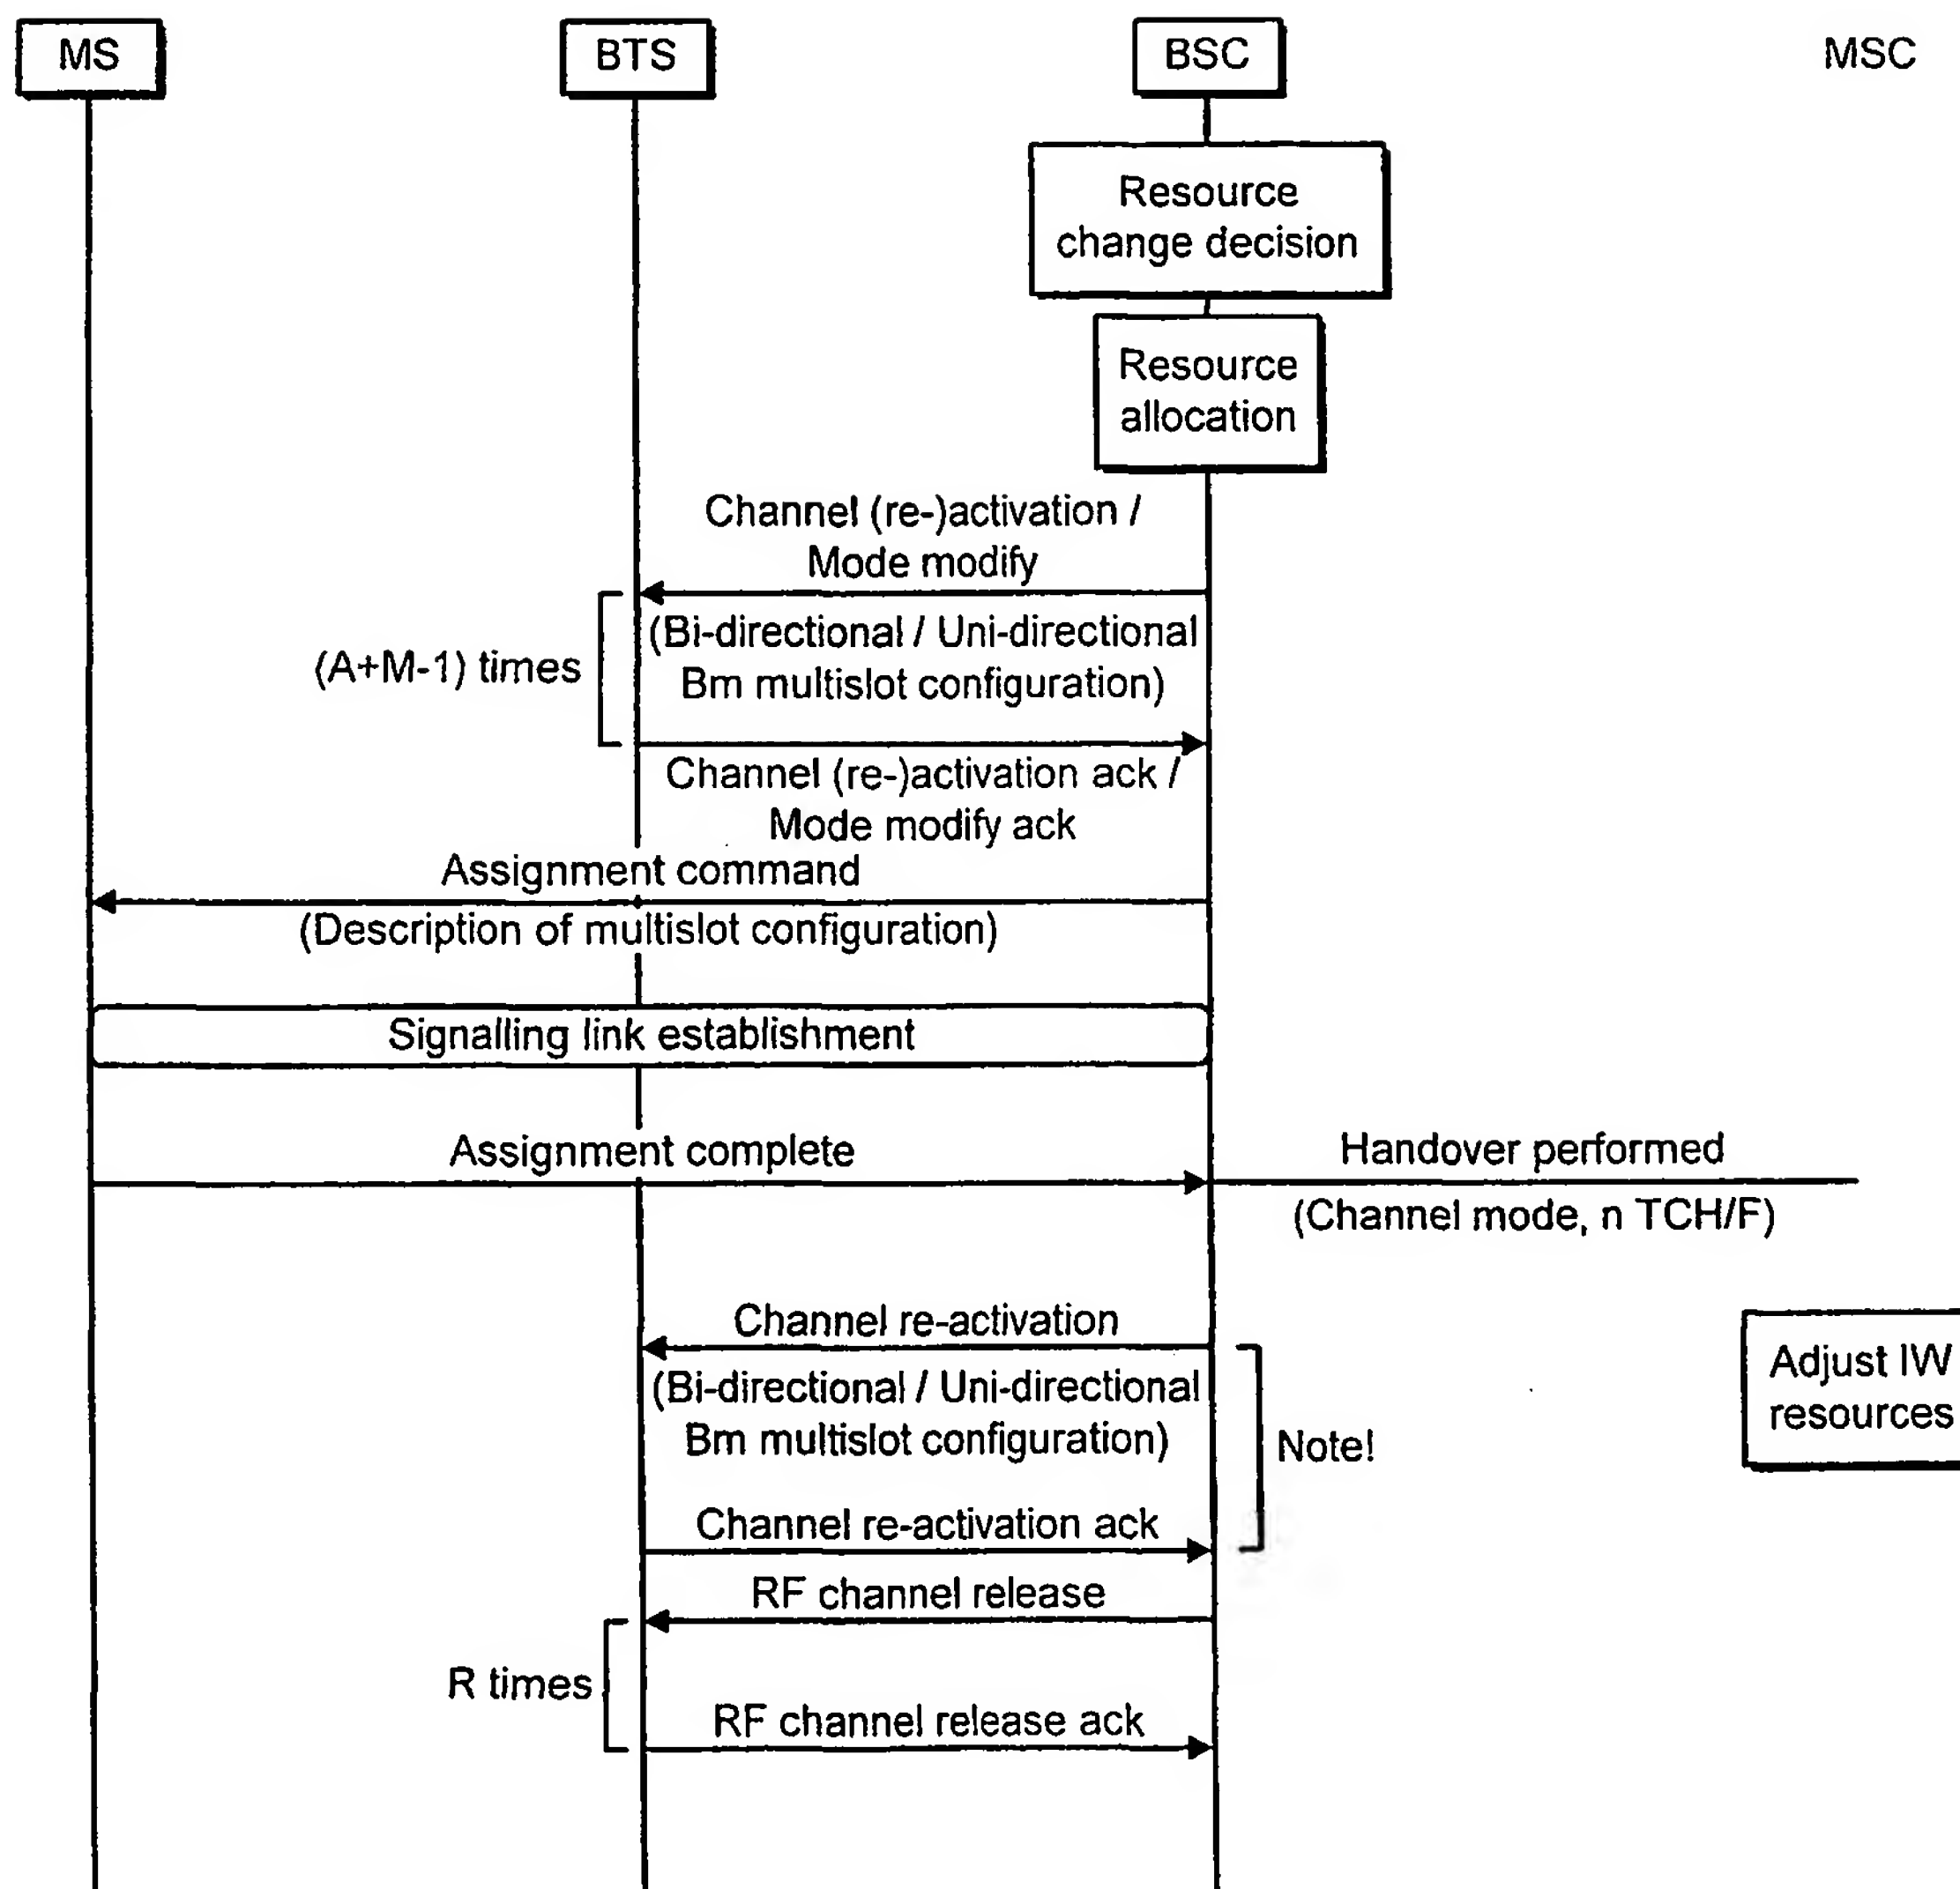 MS
BTS
BSC
MSC
Resource
change decision
Resource
allocation
Channel (re-)activation /
Mode modify
(A+M-1) times
(Bi-directional / Uni-directional
Bm multislot configuration)
Channel (re-)activation ack /
Mode modify ack
Assignment command
(Description of multislot configuration)
Signalling link establishment
Assignment complete
Handover performed
(Channel mode, n TCH/F)
Channel re-activation
(Bi-directional / Uni-directional
Bm multislot configuration)
Note!
Adjust IW
resources
Channel re-activation ack
RF channel release
R times
RF channel release ack